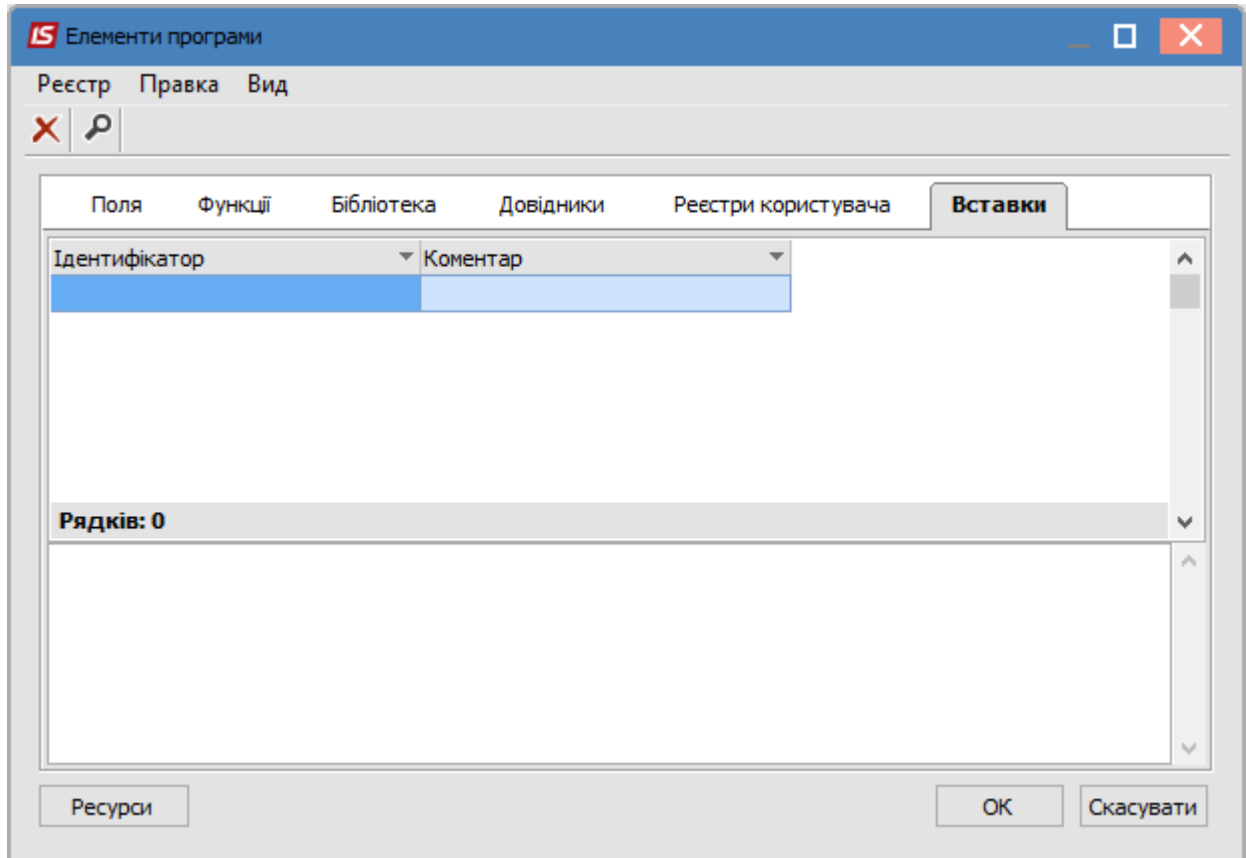 IS Елементи програми
Реєстр Правка Вид
Поля Функції Бібліотека Довідники Реєстри користувача Вставки
Ідентифікатор Коментар
Рядків: 0
Ресурси ОК Скасувати